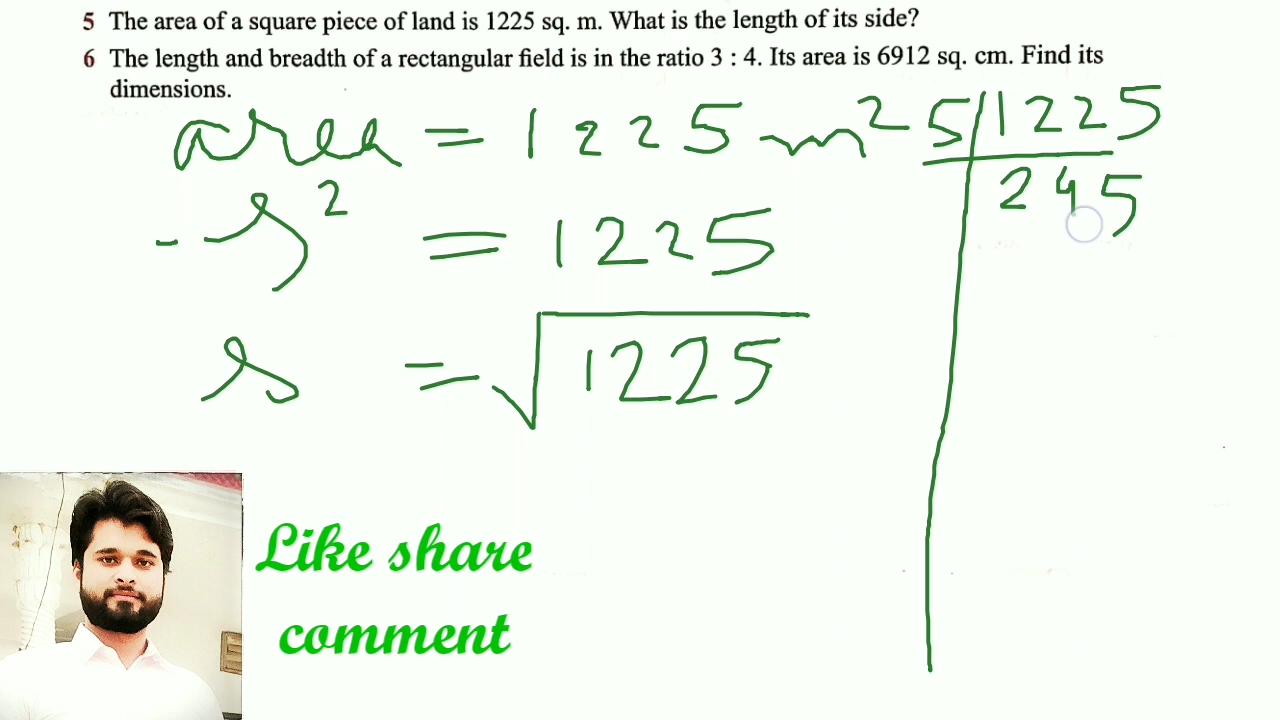 5 The area of a square piece of land is 1225 sq. m. What is the length of its side?
6 The length and breadth of a rectangular field is in the ratio 3 : 4. Its area is 6912 sq. cm. Find its
dimensions.
area = 1225 m²
s² = 1225
s = √1225
5 | 1225
245
Like share
comment